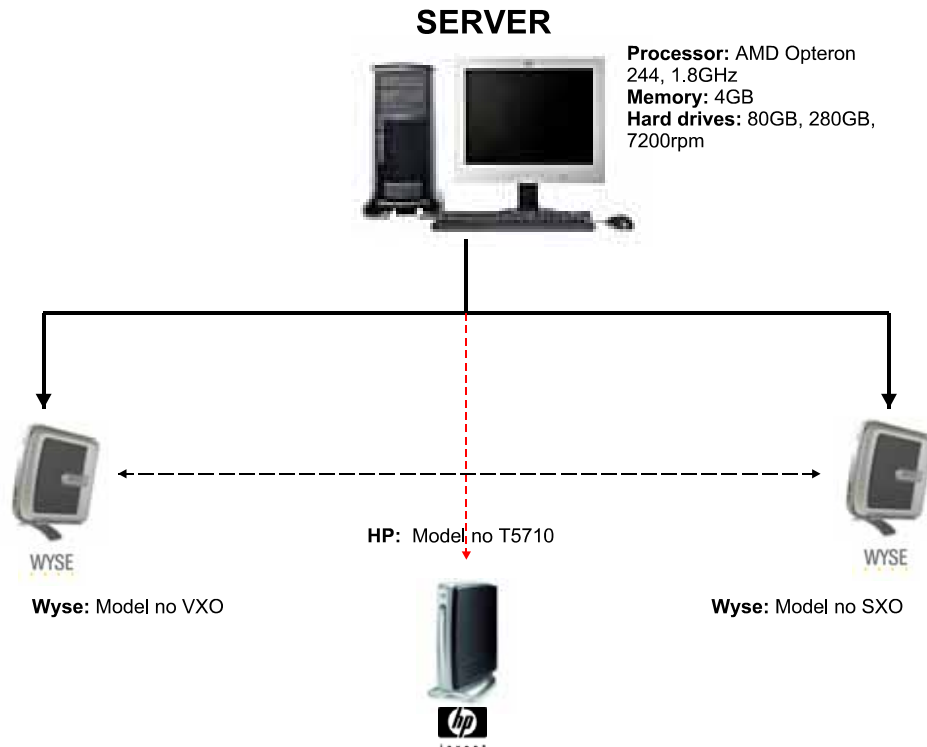 SERVER
Processor: AMD Opteron
244, 1.8GHz
Memory: 4GB
Hard drives: 80GB, 280GB,
7200rpm
HP: Model no T5710
WYSE
WYSE
Wyse: Model no VXO
Wyse: Model no SXO
hp